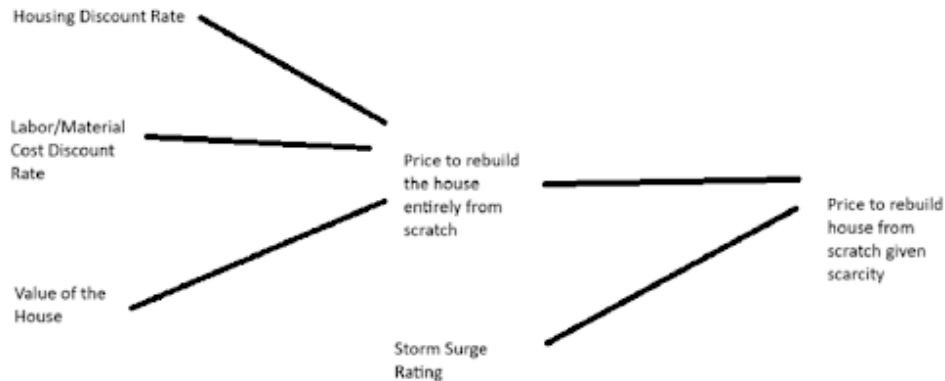 Housing Discount Rate
Labor/Material
Cost Discount
Rate
Price to rebuild
the house
entirely from
scratch
Price to rebuild
house from
scratch given
scarcity
Value of the
House
Storm Surge
Rating